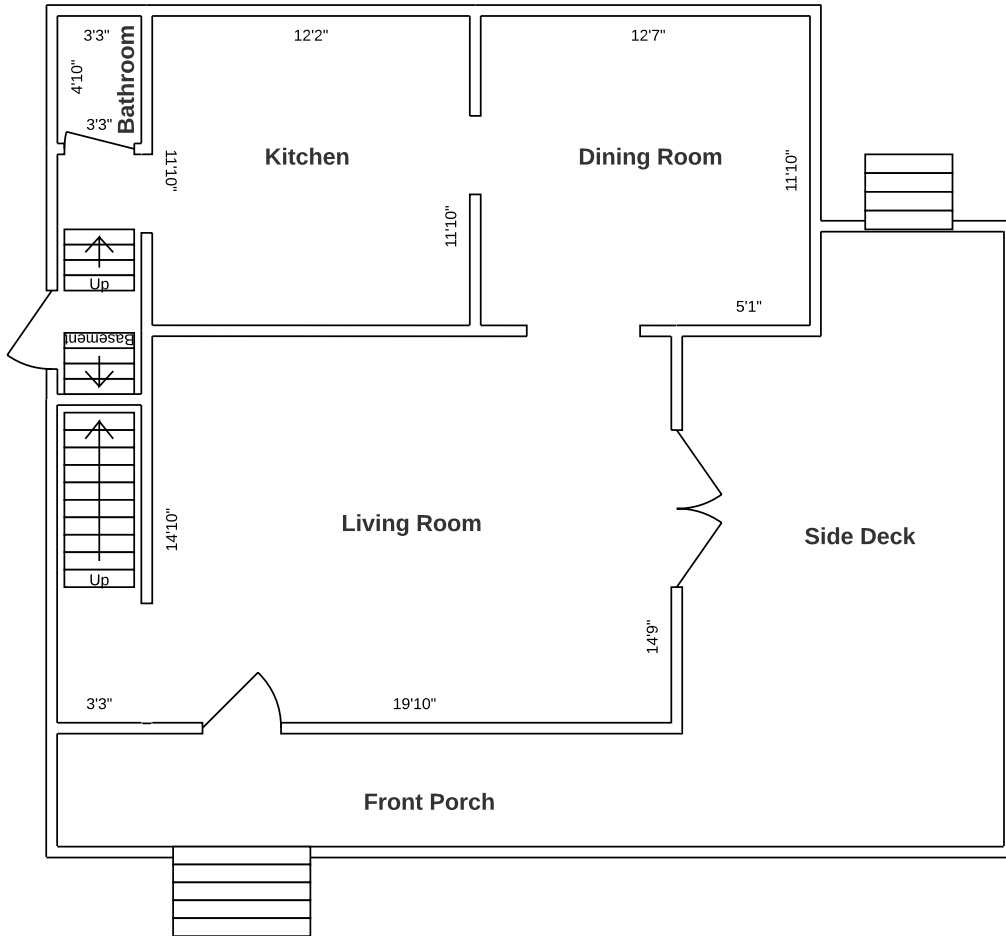 3'3"
12'2"
12'7"
4'10"
Bathroom
3'3"
Kitchen
Dining Room
11'10"
11'10"
11'10"
Up
5'1"
Basement
Living Room
14'10"
Side Deck
Up
14'9"
3'3"
19'10"
Front Porch